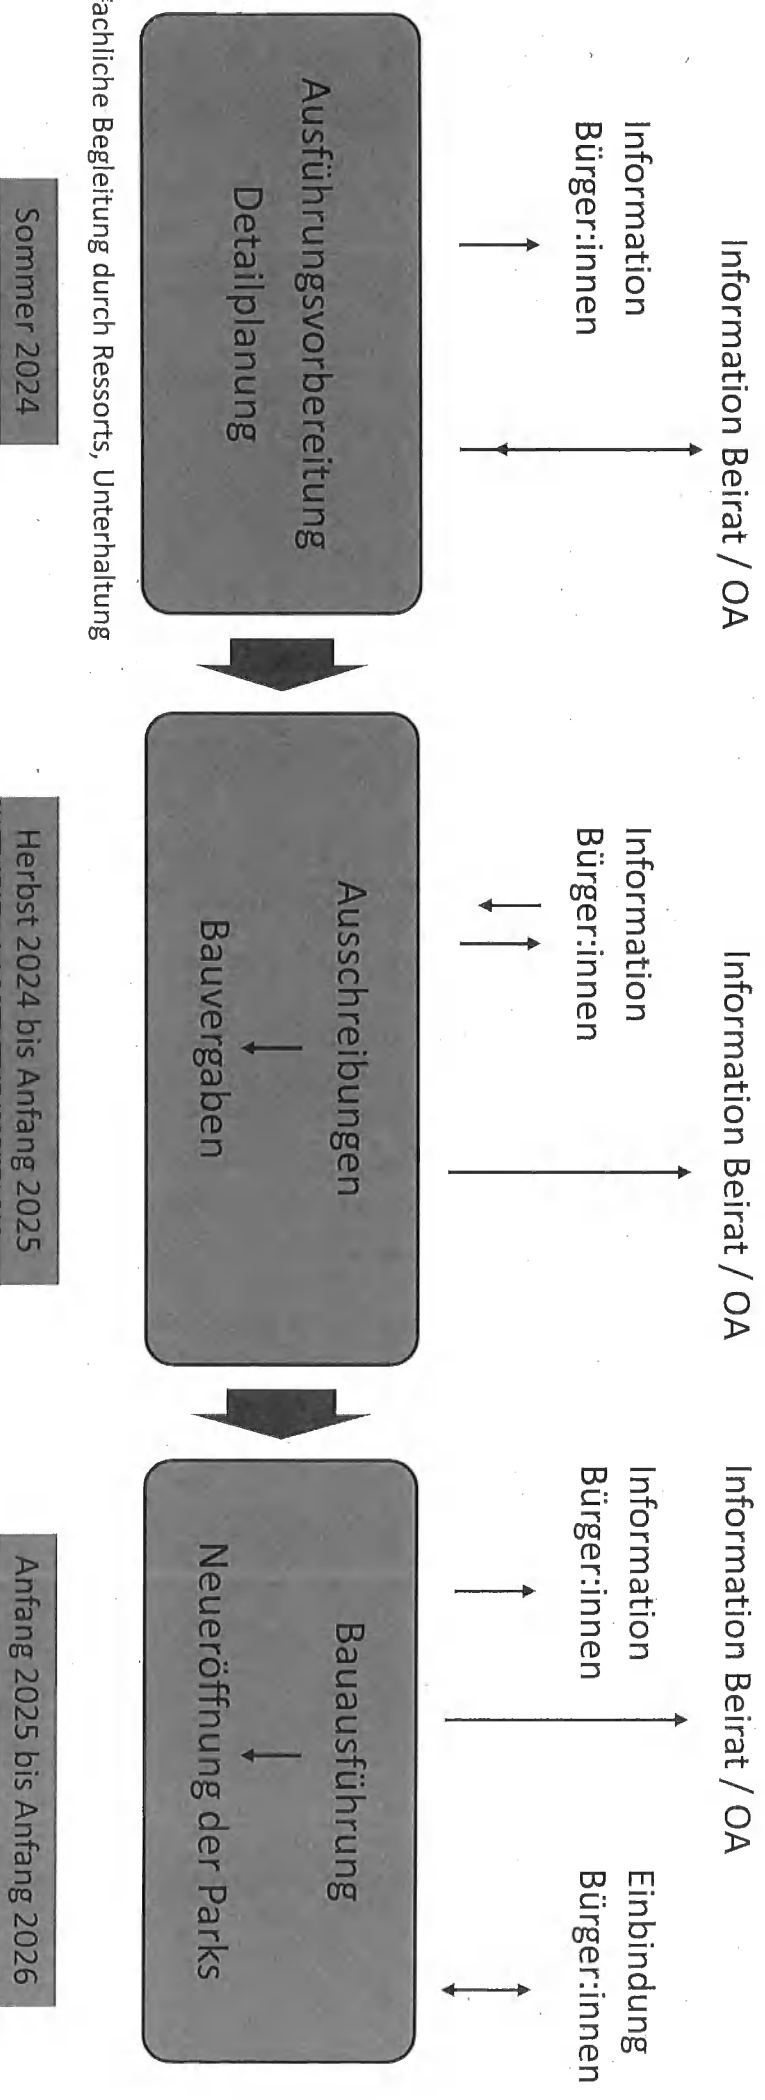 Information Beirat / OA
Information Beirat / OA
Information Beirat / OA
Information
Bürger:innen
Information
Bürger:innen
Information
Bürger:innen
Einbindung
Bürger:innen
Ausführungsvorbereitung
Detailplanung
Ausschreibungen
Bauvergaben
Bauausführung
Neueröffnung der Parks
achliche Begleitung durch Ressorts, Unterhaltung
Sommer 2024
Herbst 2024 bis Anfang 2025
Anfang 2025 bis Anfang 2026